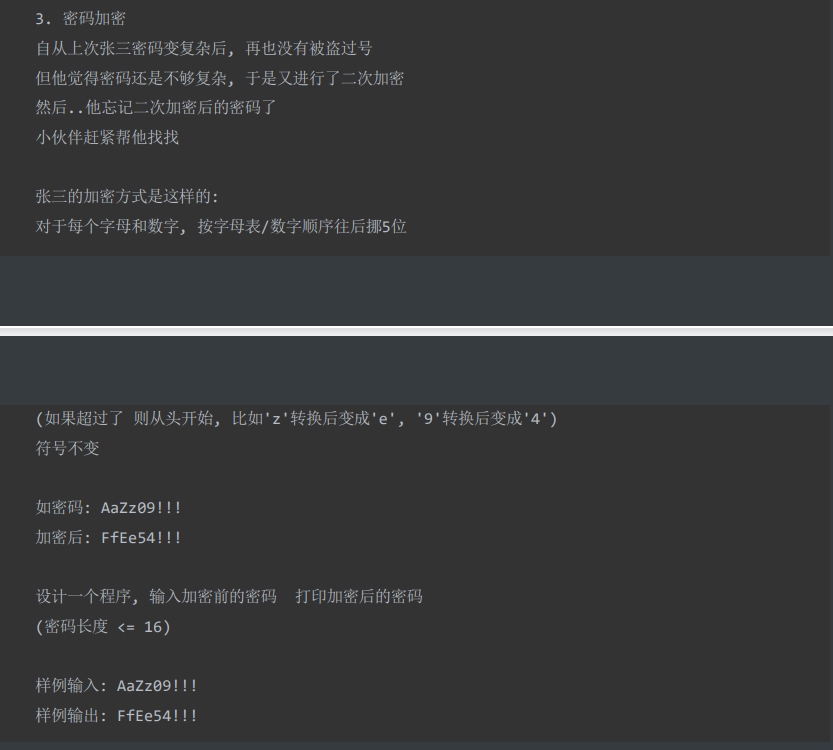 3. 密码加密
自从上次张三密码变复杂后, 再也没有被盗过号
但他觉得密码还是不够复杂, 于是又进行了二次加密
然后..他忘记二次加密后的密码了
小伙伴赶紧帮他找找
张三的加密方式是这样的:
对于每个字母和数字, 按字母表/数字顺序往后挪5位
(如果超过了 则从头开始, 比如'z'转换后变成'e', '9'转换后变成'4')
符号不变
如密码: AaZz09!!!
加密后: FfEe54!!!
设计一个程序, 输入加密前的密码  打印加密后的密码
(密码长度 <= 16)
样例输入: AaZz09!!!
样例输出: FfEe54!!!